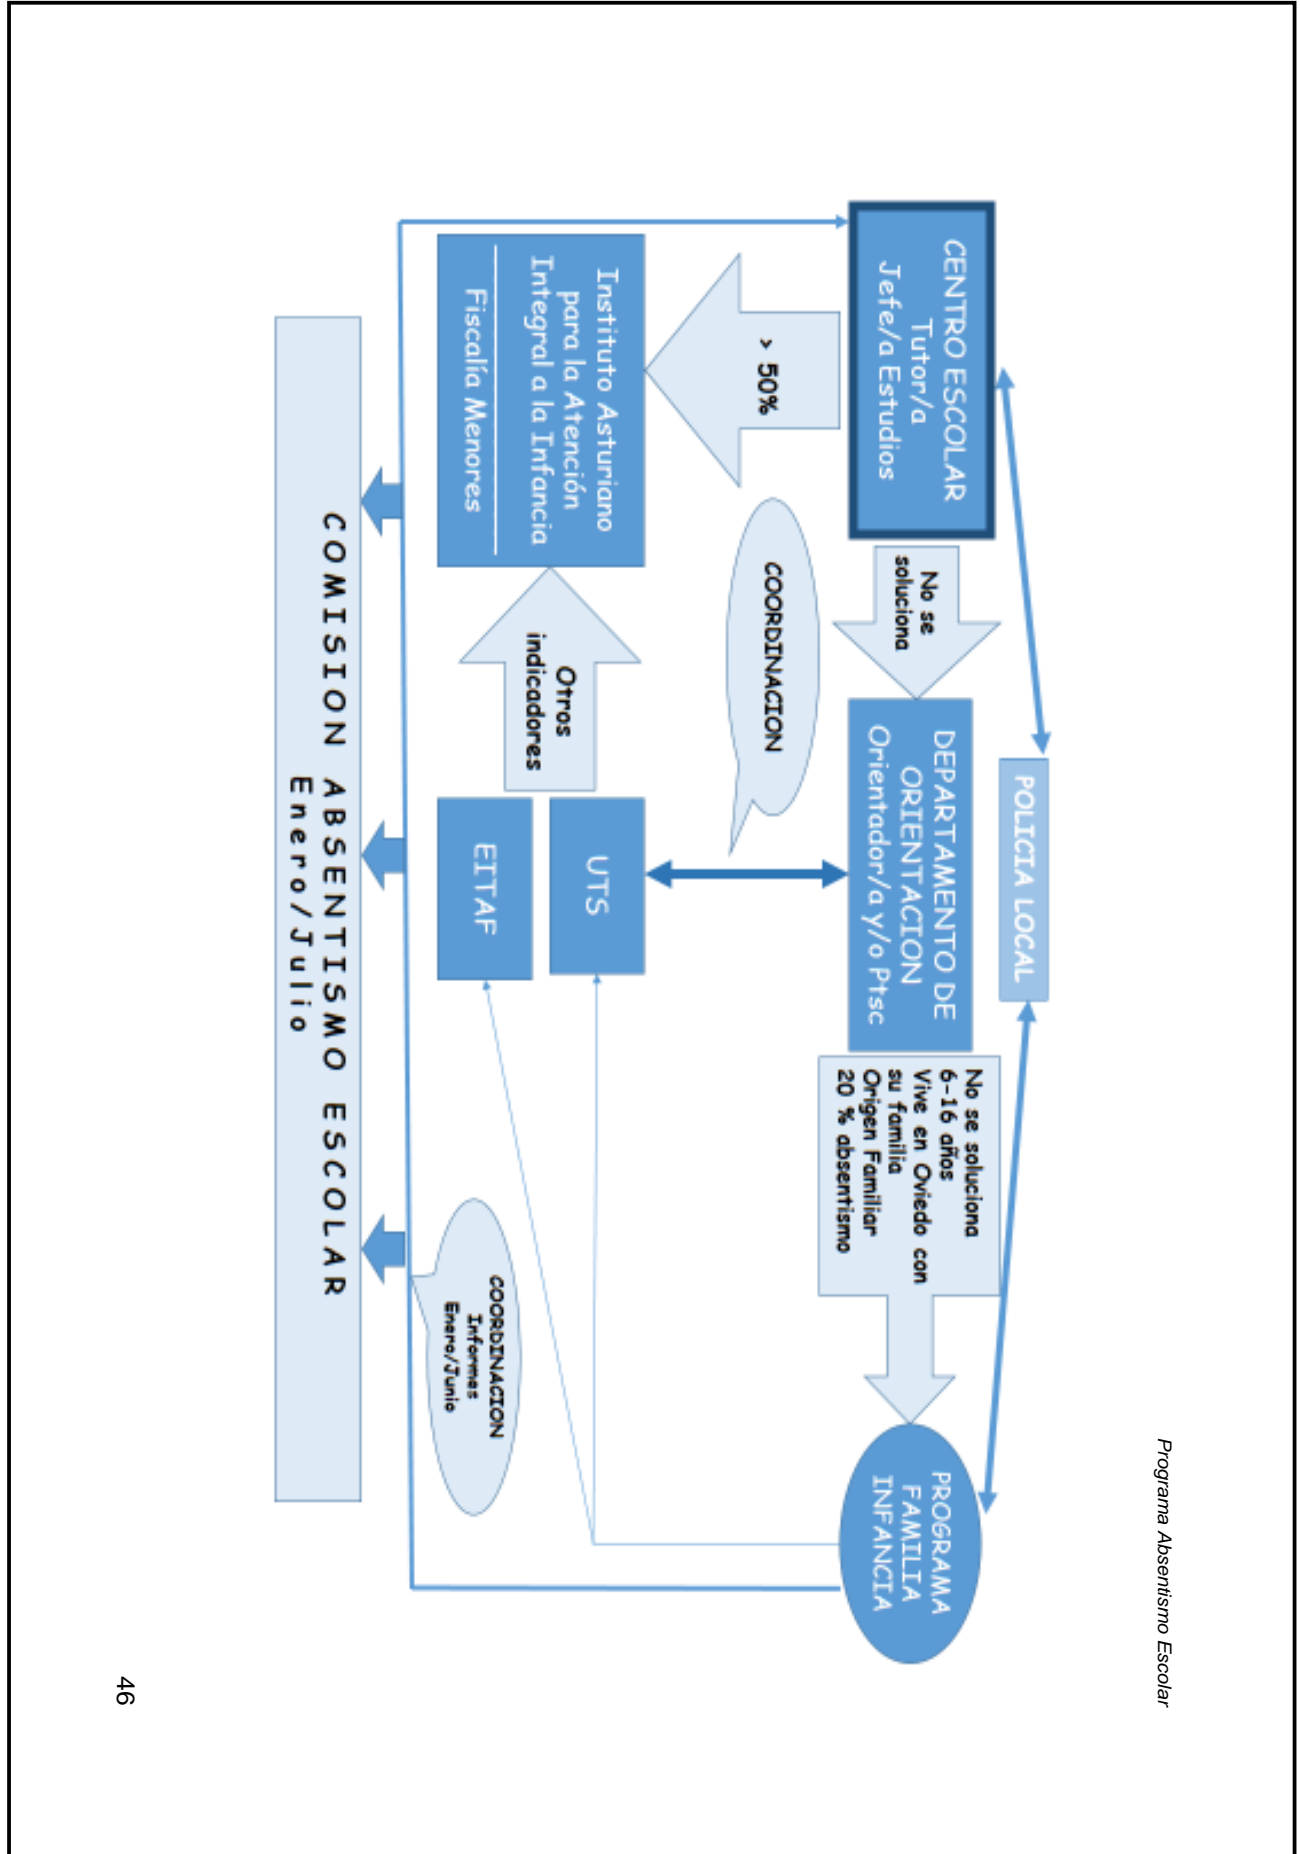 Programa Absentismo Escolar
POLICIA LOCAL
CENTRO ESCOLAR
Tutor/a
Jefe/a Estudios
No se
soluciona
DEPARTAMENTO DE
ORIENTACION
Orientador/a y/o Ptsc
No se soluciona
6-16 años
Vive en Oviedo con
su familia
Origen Familiar
20 % absentismo
PROGRAMA
FAMILIA
INFANCIA
> 50%
COORDINACION
Instituto Asturiano
para la Atención
Integral a la Infancia
Fiscalía Menores
Otros
indicadores
UTS
EITAF
COORDINACION
Informes
Enero/Junio
COMISION ABSENTISMO ESCOLAR
Enero/Julio
46